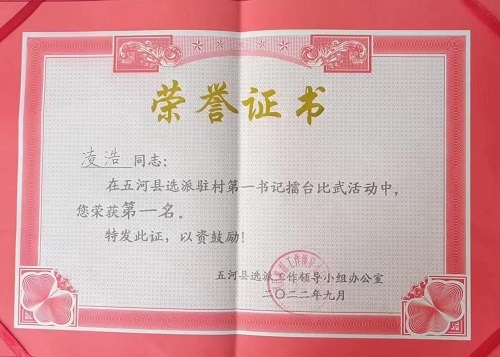 荣誉证书
凌浩 同志：
在五河县选派驻村第一书记擂台比武活动中，
您荣获第一名。
特发此证，以资鼓励！
五河县选派工作领导小组办公室
二〇二二年九月